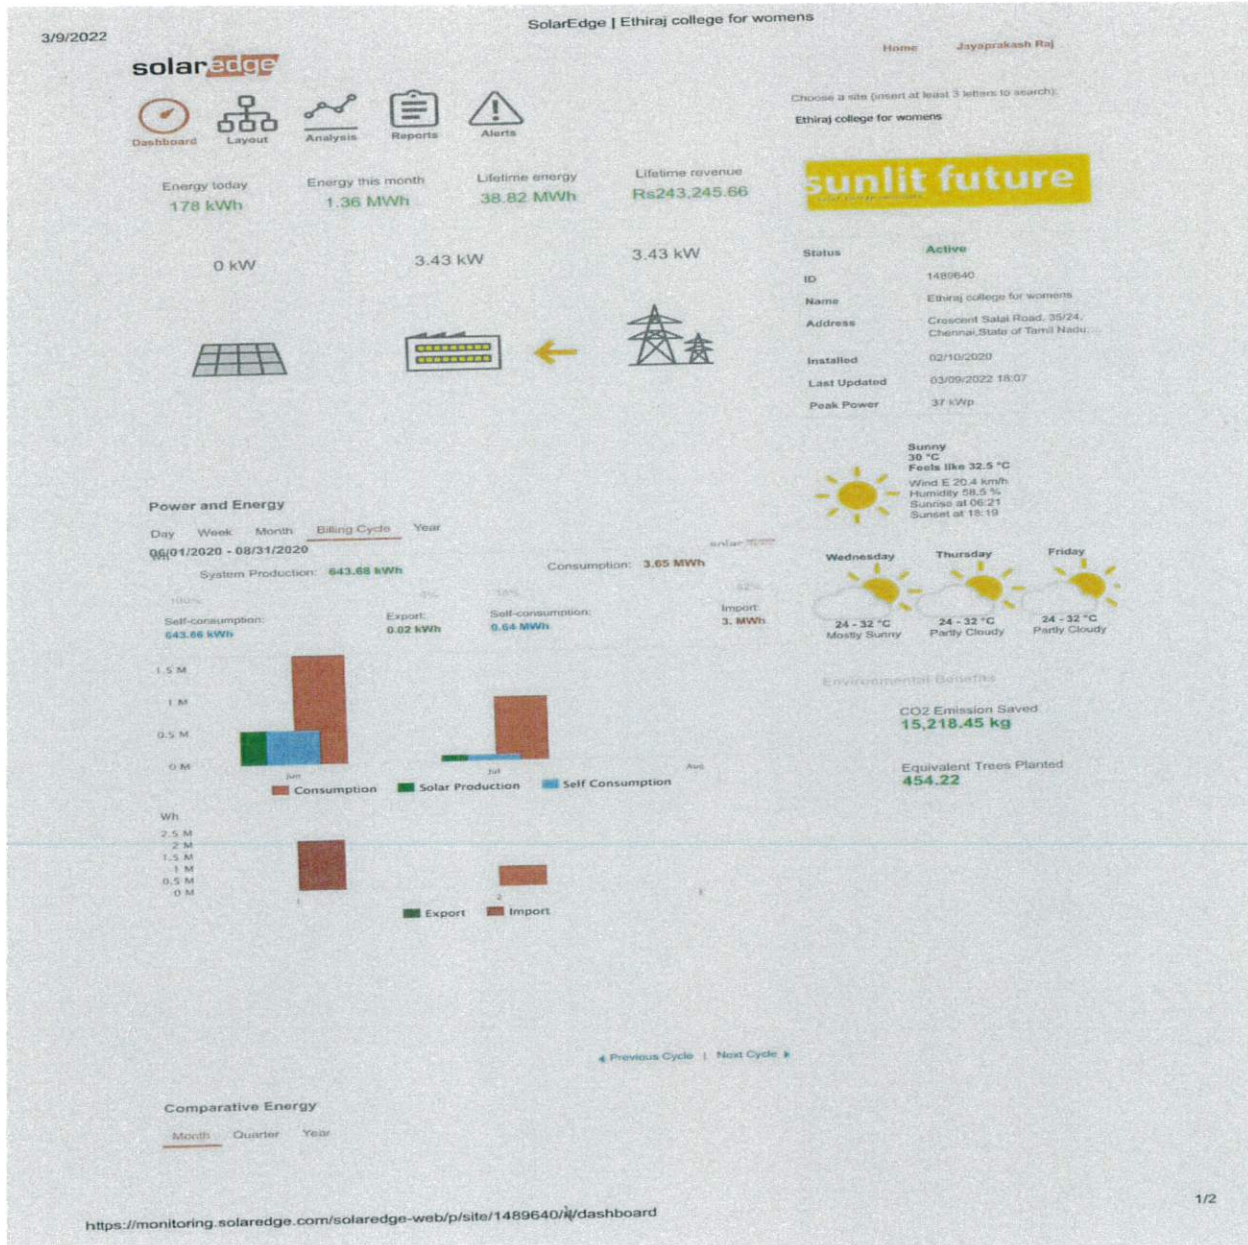 3/9/2022
SolarEdge | Ethiraj college for womens
solaredge
Home Jayaprakash Raj
Dashboard Layout Analysis Reports Alerts
Choose a site (insert at least 3 letters to search):
Ethiraj college for womens
Energy today Energy this month Lifetime energy Lifetime revenue
178 kWh 1.36 MWh 38.82 MWh Rs243,245.66
sunlit future
0 kW 3.43 kW 3.43 kW
Status Active
ID 1489640
Name Ethiraj college for womens
Address Crescent Salai Road, 35/24,
Chennai,State of Tamil Nadu,...
Installed 02/10/2020
Last Updated 03/09/2022 18:07
Peak Power 37 kWp
Sunny
30 °C
Feels like 32.5 °C
Wind E 20.4 km/h
Humidity 58.5 %
Sunrise at 06:21
Sunset at 18:19
Power and Energy
Day Week Month Billing Cycle Year
06/01/2020 - 08/31/2020
System Production: 643.68 kWh
Consumption: 3.65 MWh
100% 0% 18% 82%
Self-consumption: Export: Self-consumption: Import:
643.66 kWh 0.02 kWh 0.64 MWh 3. MWh
Wednesday Thursday Friday
24 - 32 °C 24 - 32 °C 24 - 32 °C
Mostly Sunny Partly Cloudy Partly Cloudy
1.5 M
1 M
0.5 M
0 M
Jun Jul Aug
Consumption Solar Production Self Consumption
Environmental Benefits
CO2 Emission Saved
15,218.45 kg
Equivalent Trees Planted
454.22
Wh
2.5 M
2 M
1.5 M
1 M
0.5 M
0 M
1 2 3
Export Import
Previous Cycle | Next Cycle
Comparative Energy
Month Quarter Year
https://monitoring.solaredge.com/solaredge-web/p/site/1489640/#/dashboard
1/2